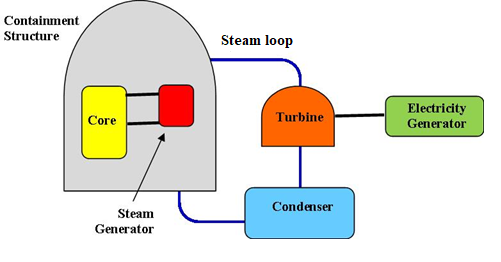 Containment
Structure
Steam loop
Core
Turbine
Electricity
Generator
Steam
Generator
Condenser